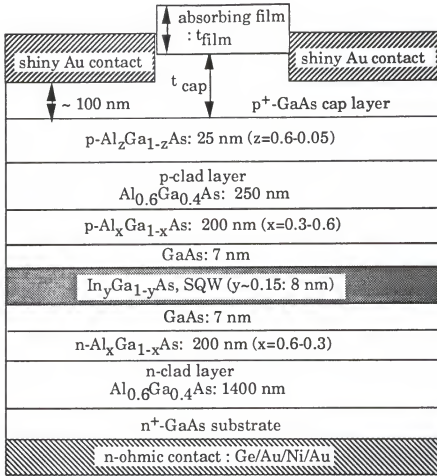 absorbing film
: t_film
shiny Au contact
shiny Au contact
t cap
~ 100 nm
p⁺-GaAs cap layer
p-Al_zGa_1-zAs: 25 nm (z=0.6-0.05)
p-clad layer
Al_0.6Ga_0.4As: 250 nm
p-Al_xGa_1-xAs: 200 nm (x=0.3-0.6)
GaAs: 7 nm
In_yGa_1-yAs, SQW (y~0.15: 8 nm)
GaAs: 7 nm
n-Al_xGa_1-xAs: 200 nm (x=0.6-0.3)
n-clad layer
Al_0.6Ga_0.4As: 1400 nm
n⁺-GaAs substrate
n-ohmic contact : Ge/Au/Ni/Au